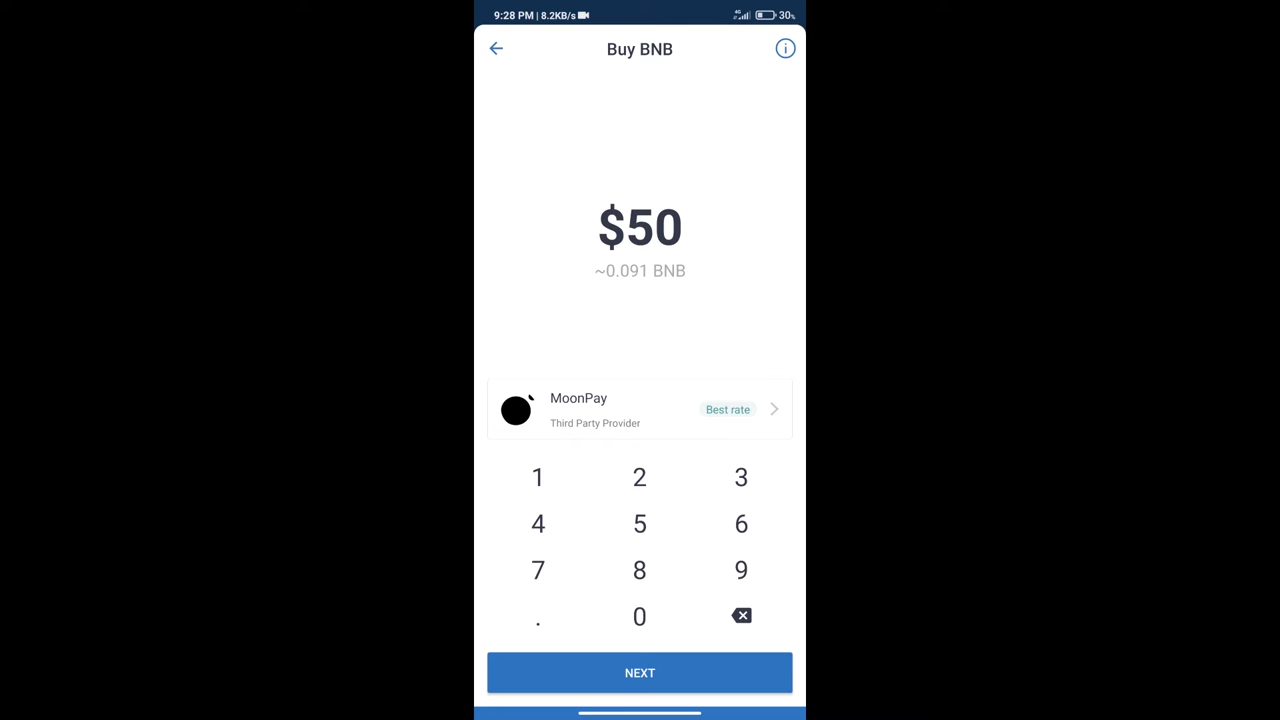 9:28 PM | 8.2KB/s 4G 30%
Buy BNB
$50
~0.091 BNB
MoonPay
Third Party Provider
Best rate
1 2 3
4 5 6
7 8 9
. 0
NEXT